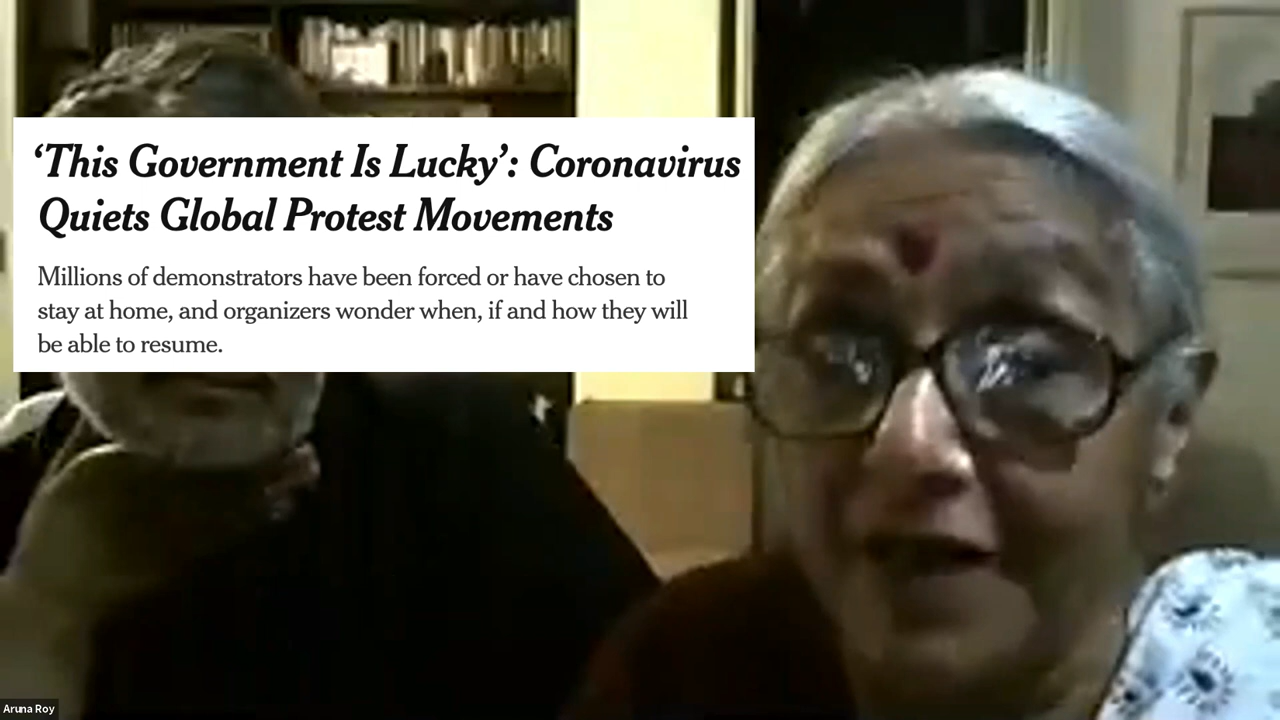 ‘This Government Is Lucky’: Coronavirus
Quiets Global Protest Movements
Millions of demonstrators have been forced or have chosen to
stay at home, and organizers wonder when, if and how they will
be able to resume.
Aruna Roy